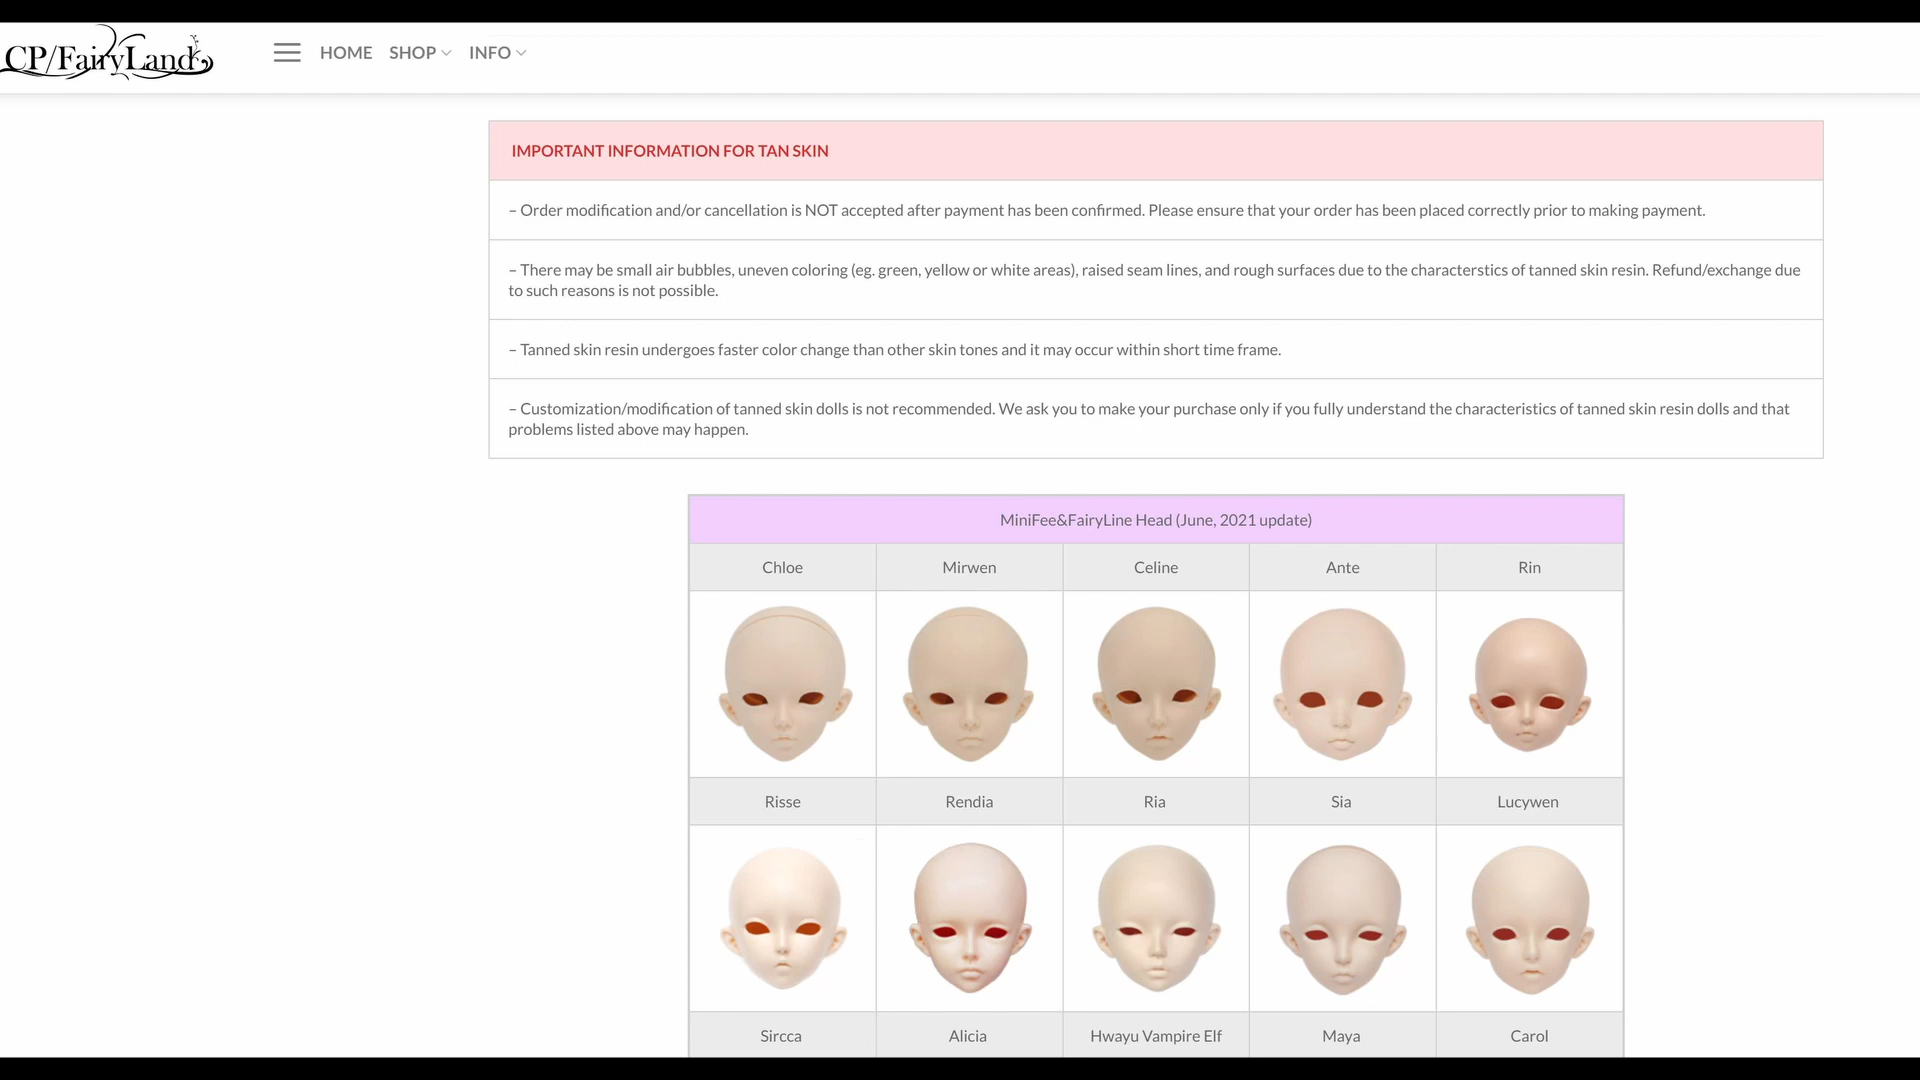 CP/FairyLand
HOME SHOP INFO
IMPORTANT INFORMATION FOR TAN SKIN
– Order modification and/or cancellation is NOT accepted after payment has been confirmed. Please ensure that your order has been placed correctly prior to making payment.
– There may be small air bubbles, uneven coloring (eg. green, yellow or white areas), raised seam lines, and rough surfaces due to the characterstics of tanned skin resin. Refund/exchange due
to such reasons is not possible.
– Tanned skin resin undergoes faster color change than other skin tones and it may occur within short time frame.
– Customization/modification of tanned skin dolls is not recommended. We ask you to make your purchase only if you fully understand the characteristics of tanned skin resin dolls and that
problems listed above may happen.
MiniFee&FairyLine Head (June, 2021 update)
Chloe Mirwen Celine Ante Rin
Risse Rendia Ria Sia Lucywen
Sircca Alicia Hwayu Vampire Elf Maya Carol